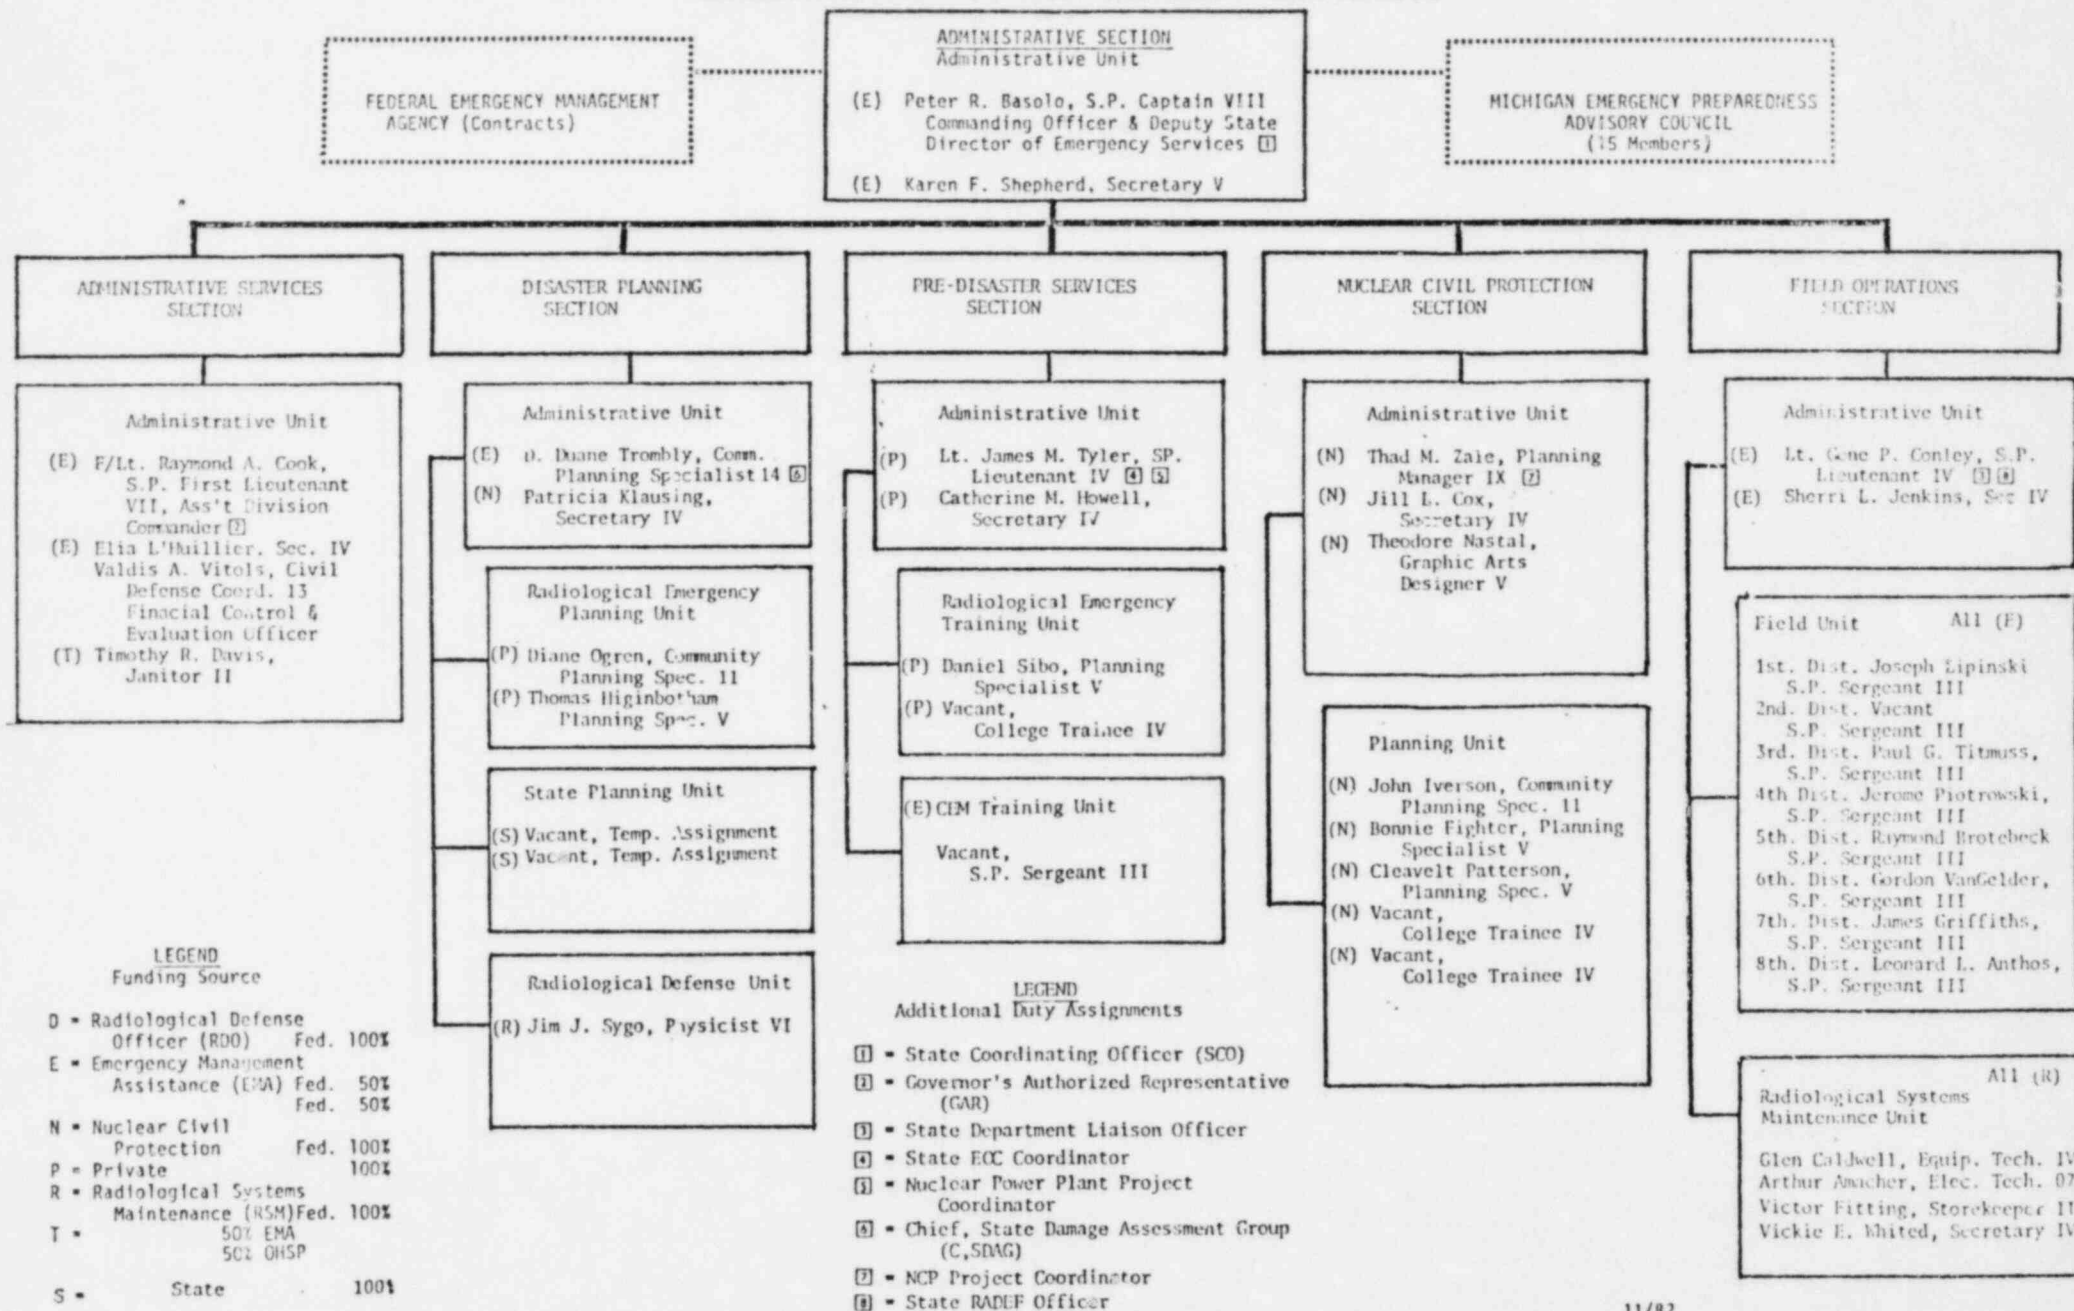 ADMINISTRATIVE SECTION
Administrative Unit
(E) Peter R. Basolo, S.P. Captain VIII
Commanding Officer & Deputy State
Director of Emergency Services [1]
(E) Karen F. Shepherd, Secretary V
FEDERAL EMERGENCY MANAGEMENT
AGENCY (Contracts)
MICHIGAN EMERGENCY PREPAREDNESS
ADVISORY COUNCIL
(15 Members)
ADMINISTRATIVE SERVICES
SECTION
Administrative Unit
(E) F/Lt. Raymond A. Cook,
S.P. First Lieutenant
VII, Ass't Division
Commander [2]
(E) Elia L'Huillier. Sec. IV
Valdis A. Vitols, Civil
Defense Coord. 13
Finacial Control &
Evaluation Officer
(T) Timothy R. Davis,
Janitor II
DISASTER PLANNING
SECTION
Administrative Unit
(E) D. Duane Trombly, Comm.
Planning Specialist 14 [6]
(N) Patricia Klausing,
Secretary IV
Radiological Emergency
Planning Unit
(P) Diane Ogren, Community
Planning Spec. 11
(P) Thomas Higinbotham
Planning Spec. V
State Planning Unit
(S) Vacant, Temp. Assignment
(S) Vacant, Temp. Assignment
Radiological Defense Unit
(R) Jim J. Sygo, Physicist VI
PRE-DISASTER SERVICES
SECTION
Administrative Unit
(P) Lt. James M. Tyler, SP.
Lieutenant IV [4] [5]
(P) Catherine M. Howell,
Secretary IV
Radiological Emergency
Training Unit
(P) Daniel Sibo, Planning
Specialist V
(P) Vacant,
College Trainee IV
(E) CEM Training Unit
Vacant,
S.P. Sergeant III
NUCLEAR CIVIL PROTECTION
SECTION
Administrative Unit
(N) Thad M. Zale, Planning
Manager IX [7]
(N) Jill L. Cox,
Secretary IV
(N) Theodore Nastal,
Graphic Arts
Designer V
Planning Unit
(N) John Iverson, Community
Planning Spec. 11
(N) Bonnie Fighter, Planning
Specialist V
(N) Cleavelt Patterson,
Planning Spec. V
(N) Vacant,
College Trainee IV
(N) Vacant,
College Trainee IV
FIELD OPERATIONS
SECTION
Administrative Unit
(E) Lt. Gene P. Conley, S.P.
Lieutenant IV [3] [8]
(E) Sherri L. Jenkins, Sec IV
Field Unit All (E)
1st. Dist. Joseph Lipinski
S.P. Sergeant III
2nd. Dist. Vacant
S.P. Sergeant III
3rd. Dist. Paul G. Titmuss,
S.P. Sergeant III
4th Dist. Jerome Piotrowski,
S.P. Sergeant III
5th. Dist. Raymond Brotebeck
S.P. Sergeant III
6th. Dist. Gordon VanGelder,
S.P. Sergeant III
7th. Dist. James Griffiths,
S.P. Sergeant III
8th. Dist. Leonard L. Anthos,
S.P. Sergeant III
All (R)
Radiological Systems
Maintenance Unit
Glen Caldwell, Equip. Tech. IV
Arthur Amacher, Elec. Tech. 07
Victor Fitting, Storekeeper
Vickie E. Whited, Secretary IV
LEGEND
Funding Source
D = Radiological Defense
Officer (RDO) Fed. 100%
E = Emergency Management
Assistance (EMA) Fed. 50%
Fed. 50%
N = Nuclear Civil
Protection Fed. 100%
P = Private 100%
R = Radiological Systems
Maintenance (RSM) Fed. 100%
T = 50% EMA
50% OHSP
S = State 100%
LEGEND
Additional Duty Assignments
[1] = State Coordinating Officer (SCO)
[2] = Governor's Authorized Representative
(GAR)
[3] = State Department Liaison Officer
[4] = State EOC Coordinator
[5] = Nuclear Power Plant Project
Coordinator
[6] = Chief, State Damage Assessment Group
(C,SDAG)
[7] = NCP Project Coordinator
[8] = State RADEF Officer
11/82